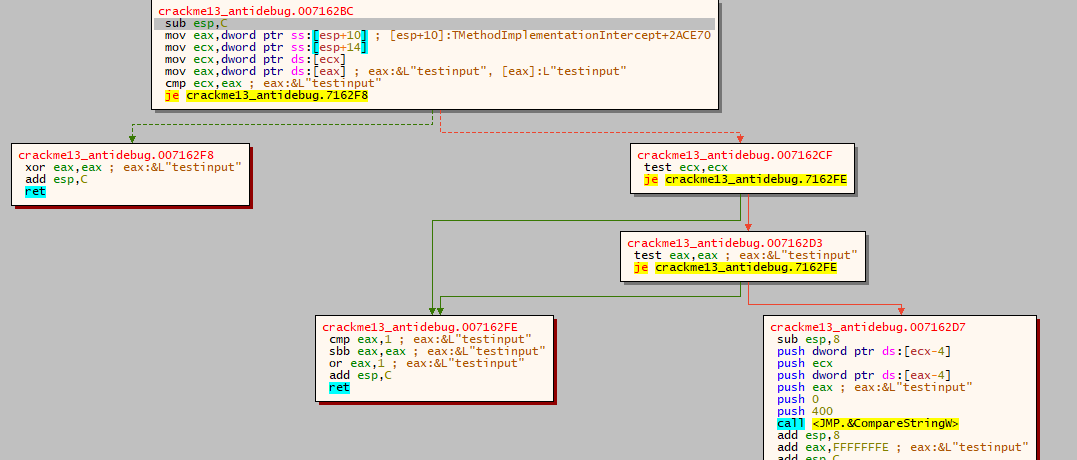 crackme13_antidebug.007162BC
sub esp,C
mov eax,dword ptr ss:[esp+10] ; [esp+10]:TMethodImplementationIntercept+2ACE70
mov ecx,dword ptr ss:[esp+14]
mov ecx,dword ptr ds:[ecx]
mov eax,dword ptr ds:[eax] ; eax:&L"testinput", [eax]:L"testinput"
cmp ecx,eax ; eax:&L"testinput"
je crackme13_antidebug.7162F8
crackme13_antidebug.007162F8
xor eax,eax ; eax:&L"testinput"
add esp,C
ret
crackme13_antidebug.007162CF
test ecx,ecx
je crackme13_antidebug.7162FE
crackme13_antidebug.007162D3
test eax,eax ; eax:&L"testinput"
je crackme13_antidebug.7162FE
crackme13_antidebug.007162FE
cmp eax,1 ; eax:&L"testinput"
sbb eax,eax ; eax:&L"testinput"
or eax,1 ; eax:&L"testinput"
add esp,C
ret
crackme13_antidebug.007162D7
sub esp,8
push dword ptr ds:[ecx-4]
push ecx
push dword ptr ds:[eax-4]
push eax ; eax:&L"testinput"
push 0
push 400
call <JMP.&CompareStringW>
add esp,8
add eax,FFFFFFFE ; eax:&L"testinput"
add esp,C